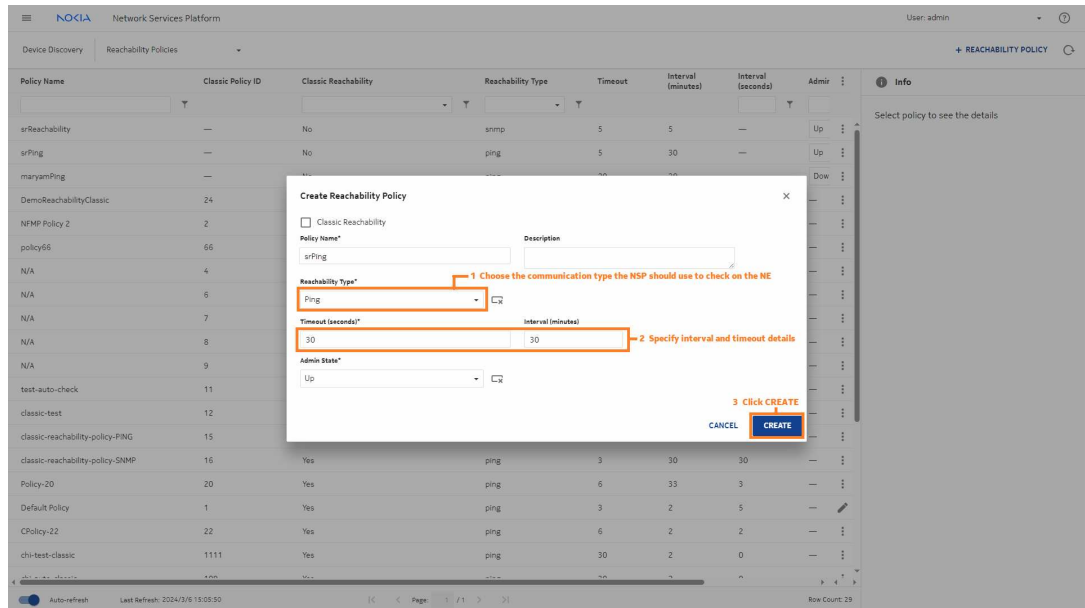 NOKIA Network Services Platform User: admin
Device Discovery Reachability Policies + REACHABILITY POLICY
Policy Name Classic Policy ID Classic Reachability Reachability Type Timeout Interval (minutes) Interval (seconds) Admir Info
Select policy to see the details
srReachability — No snmp 5 5 — Up
srPing — No ping 5 30 — Up
maryamPing — Dow
DemoReachabilityClassic 24 —
NFMP Policy 2 2 —
policy66 66 —
N/A 4 —
N/A 6 —
N/A 7 —
N/A 8 —
N/A 9 —
test-auto-check 11 —
classic-test 12 —
classic-reachability-policy-PING 15 —
classic-reachability-policy-SNMP 16 Yes ping 3 30 30 —
Policy-20 20 Yes ping 6 33 3 —
Default Policy 1 Yes ping 3 2 5 —
CPolicy-22 22 Yes ping 6 2 2 —
chi-test-classic 1111 Yes ping 30 2 0 —
Auto-refresh Last Refresh: 2024/3/6 15:05:50 Page 1 / 1 Row Count: 29
Create Reachability Policy
Classic Reachability
Policy Name* Description
srPing
1 Choose the communication type the NSP should use to check on the NE
Reachability Type*
Ping
Timeout (seconds)* Interval (minutes)
30 30 2 Specify interval and timeout details
Admin State*
Up
3 Click CREATE
CANCEL CREATE